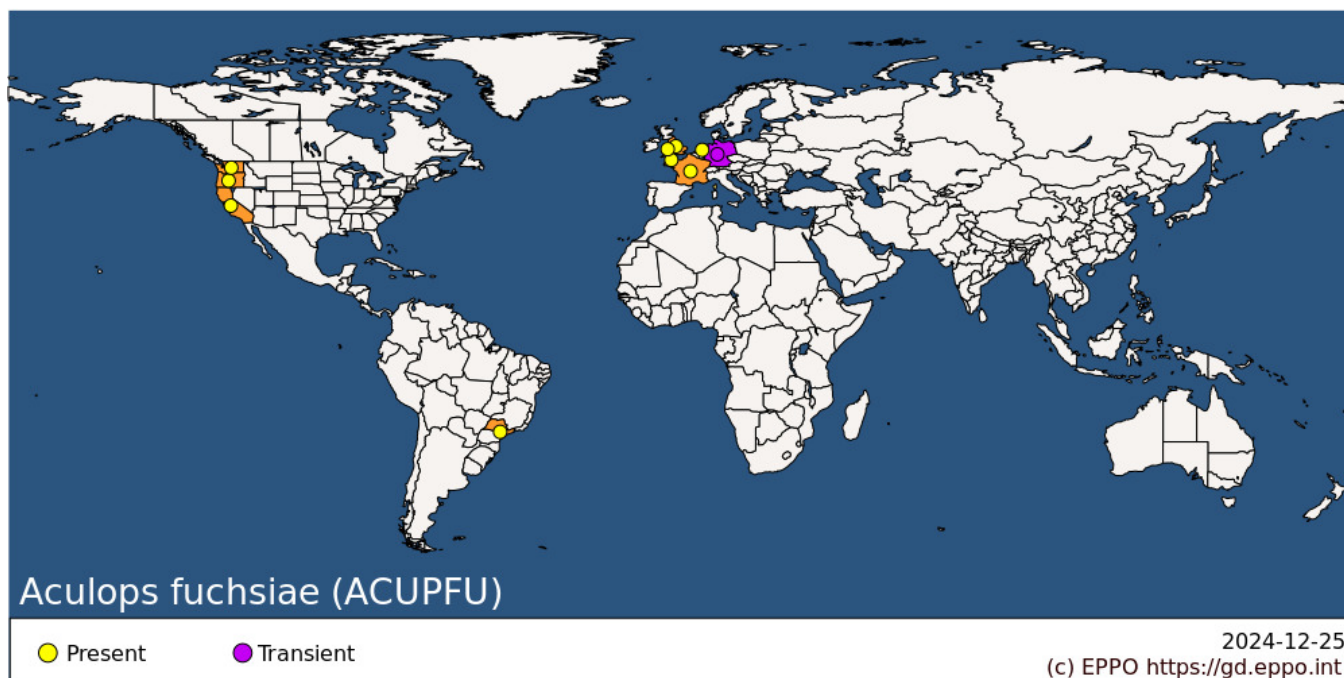 Aculops fuchsiae (ACUPFU)
Present
Transient
2024-12-25
(c) EPPO https://gd.eppo.int